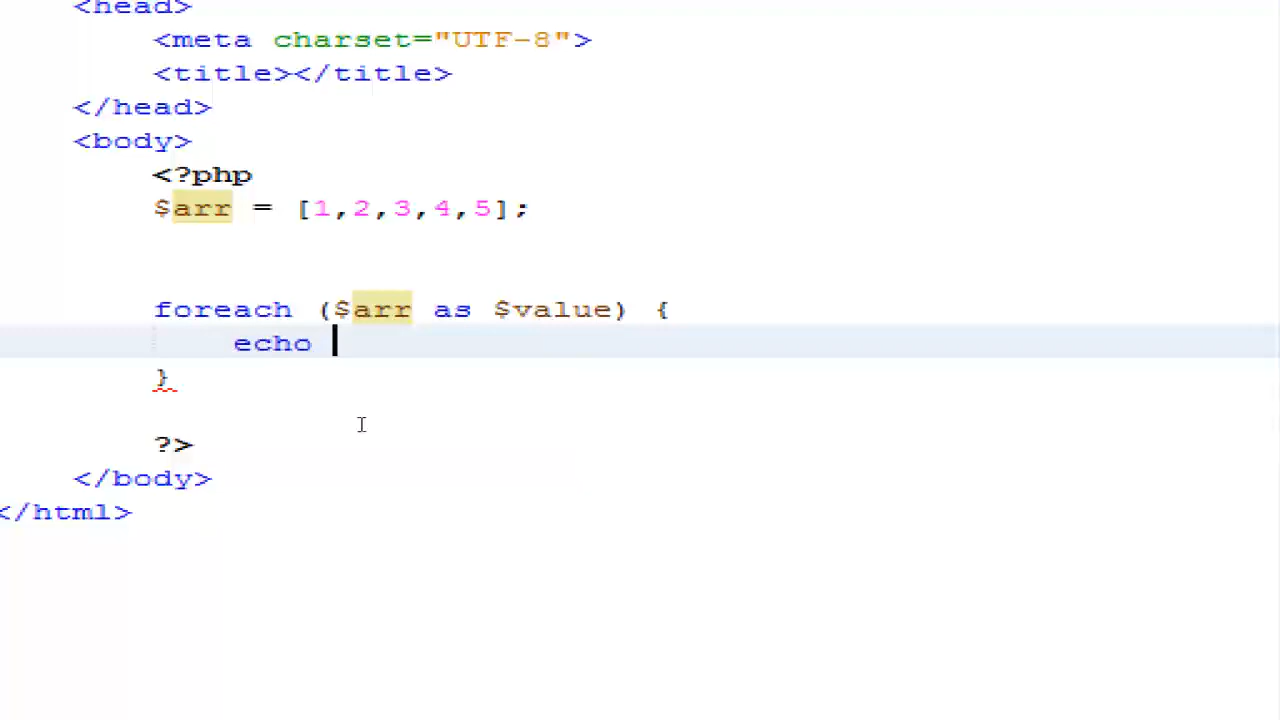 <head>
<meta charset="UTF-8">
<title></title>
</head>
<body>
<?php
$arr = [1,2,3,4,5];
foreach ($arr as $value) {
echo
}
?>
</body>
</html>